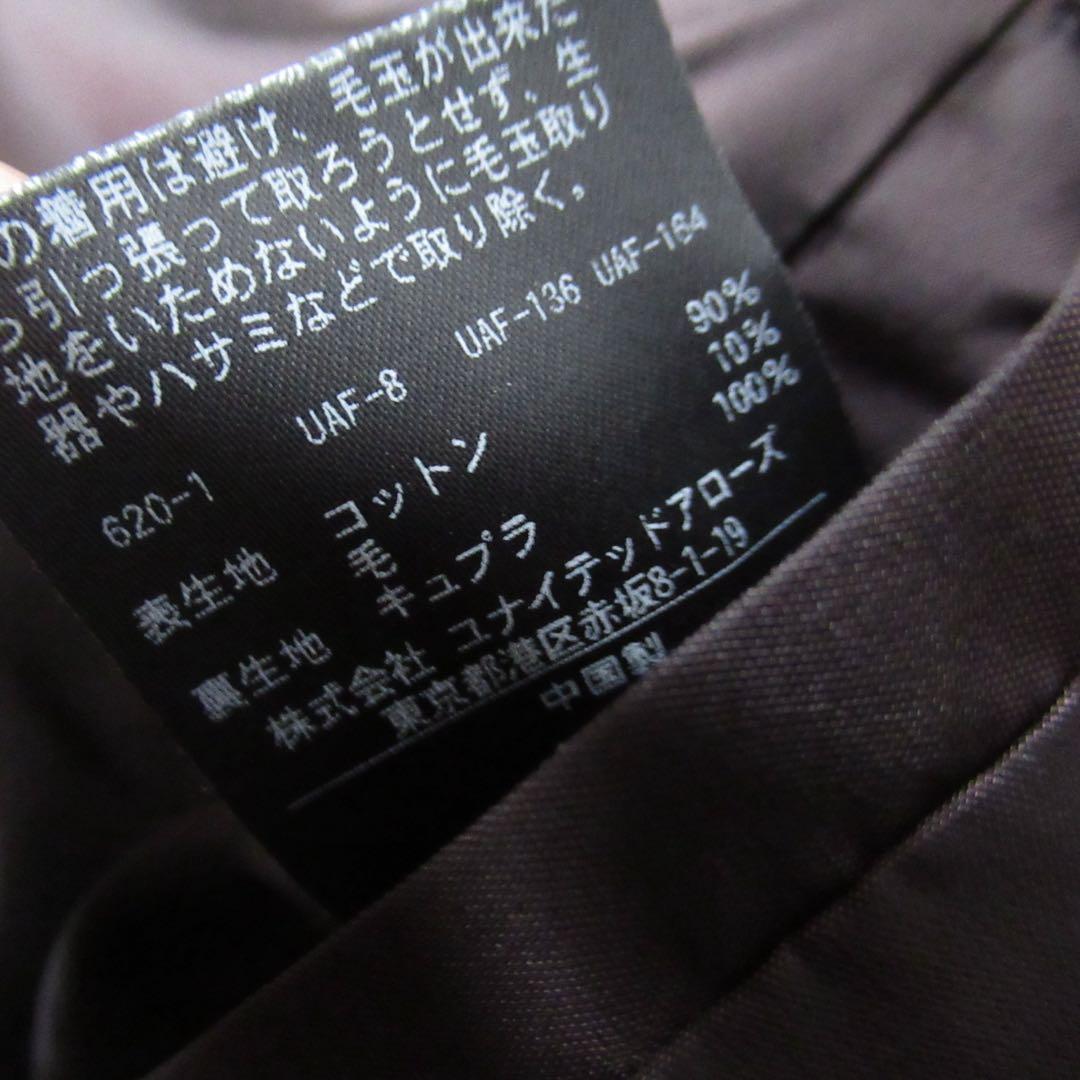 の着用は避け、毛玉が出来た
引っ張って取ろうとせず、生
地をいためないように毛玉取り
器やハサミなどで取り除く。
620-1 UAF-8 UAF-136 UAF-164
表生地 コットン 90%
毛 10%
裏生地 キュプラ 100%
株式会社 ユナイテッドアローズ
東京都港区赤坂8-1-19
中国製